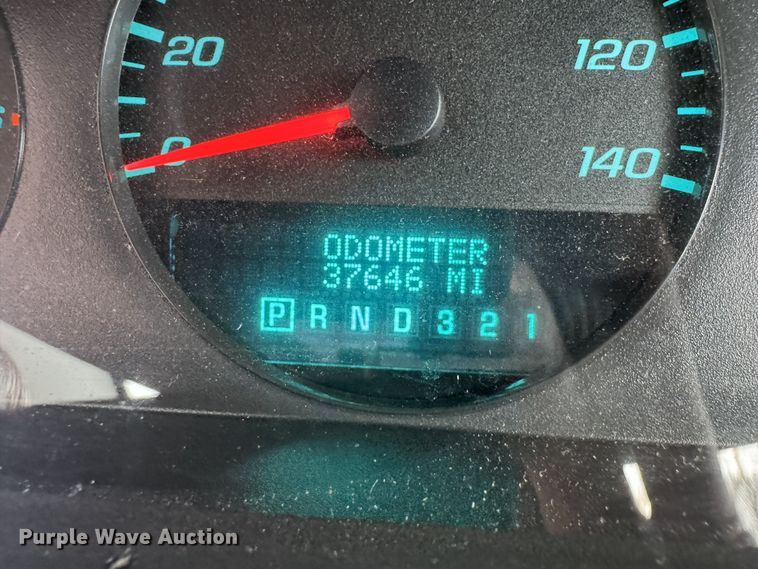 20
120
0
140
ODOMETER
37646 MI
P R N D 3 2 1
Purple Wave Auction